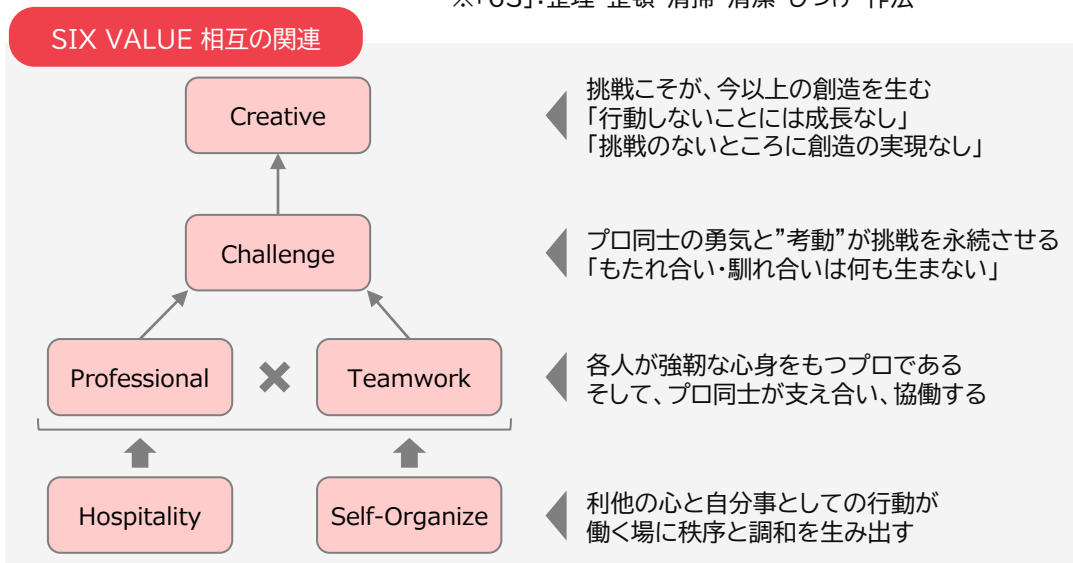 SIX VALUE 相互の関連
Creative
挑戦こそが、今以上の創造を生む
「行動しないことには成長なし」
「挑戦のないところに創造の実現なし」
Challenge
プロ同士の勇気と”考動”が挑戦を永続させる
「もたれ合い・馴れ合いは何も生まない」
Professional
Teamwork
各人が強靭な心身をもつプロである
そして、プロ同士が支え合い、協働する
Hospitality
Self-Organize
利他の心と自分事としての行動が
働く場に秩序と調和を生み出す